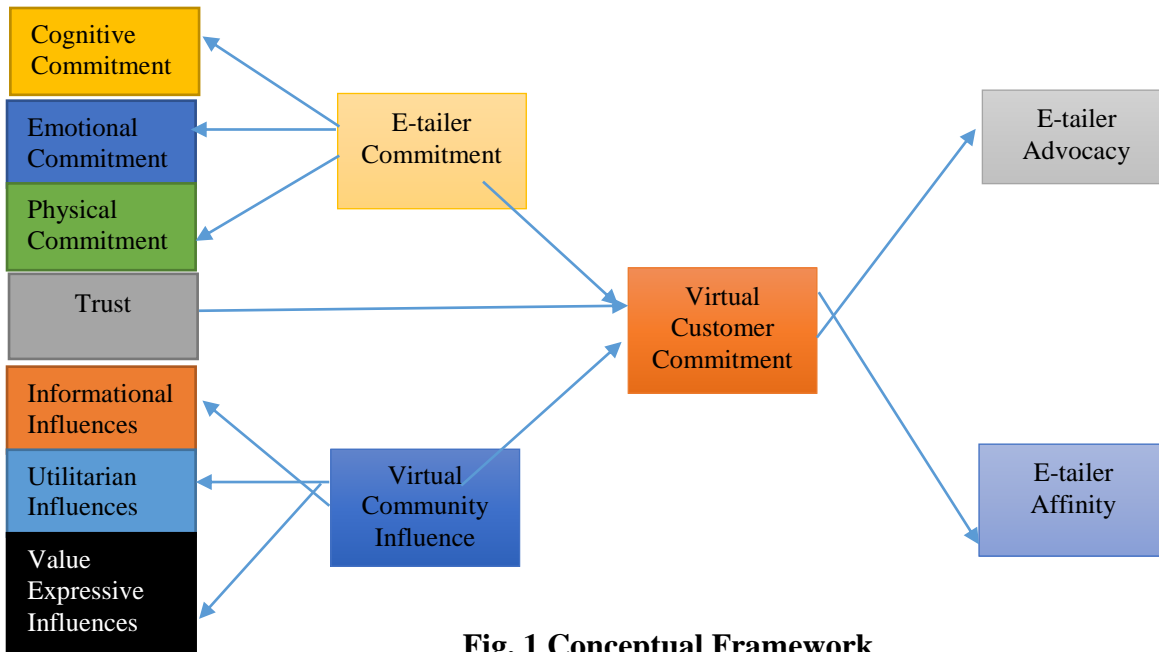 Cognitive
Commitment
Emotional
Commitment
Physical
Commitment
Trust
Informational
Influences
Utilitarian
Influences
Value
Expressive
Influences
E-tailer
Commitment
Virtual
Community
Influence
Virtual
Customer
Commitment
E-tailer
Advocacy
E-tailer
Affinity
Fig. 1 Conceptual Framework